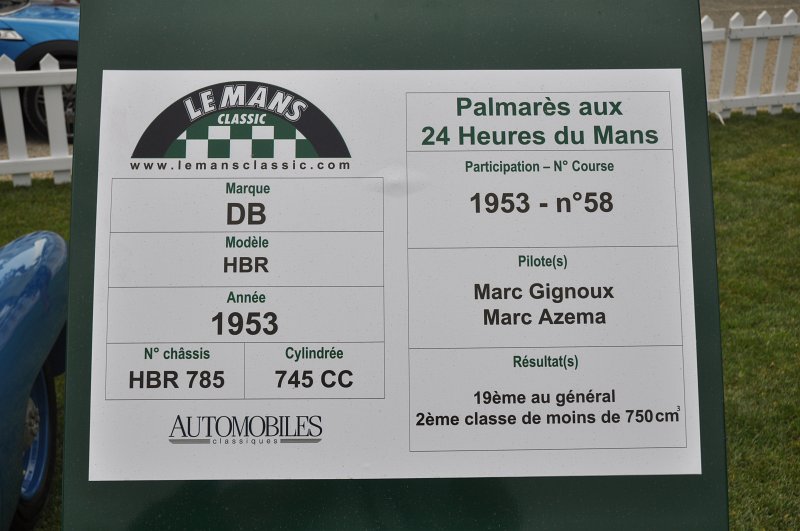 LE MANS
CLASSIC
www.lemansclassic.com
Marque
DB
Modèle
HBR
Année
1953
N° châssis
HBR 785
Cylindrée
745 CC
AUTOMOBILES
classiques
Palmarès aux
24 Heures du Mans
Participation – N° Course
1953 - n°58
Pilote(s)
Marc Gignoux
Marc Azema
Résultat(s)
19ème au général
2ème classe de moins de 750cm³